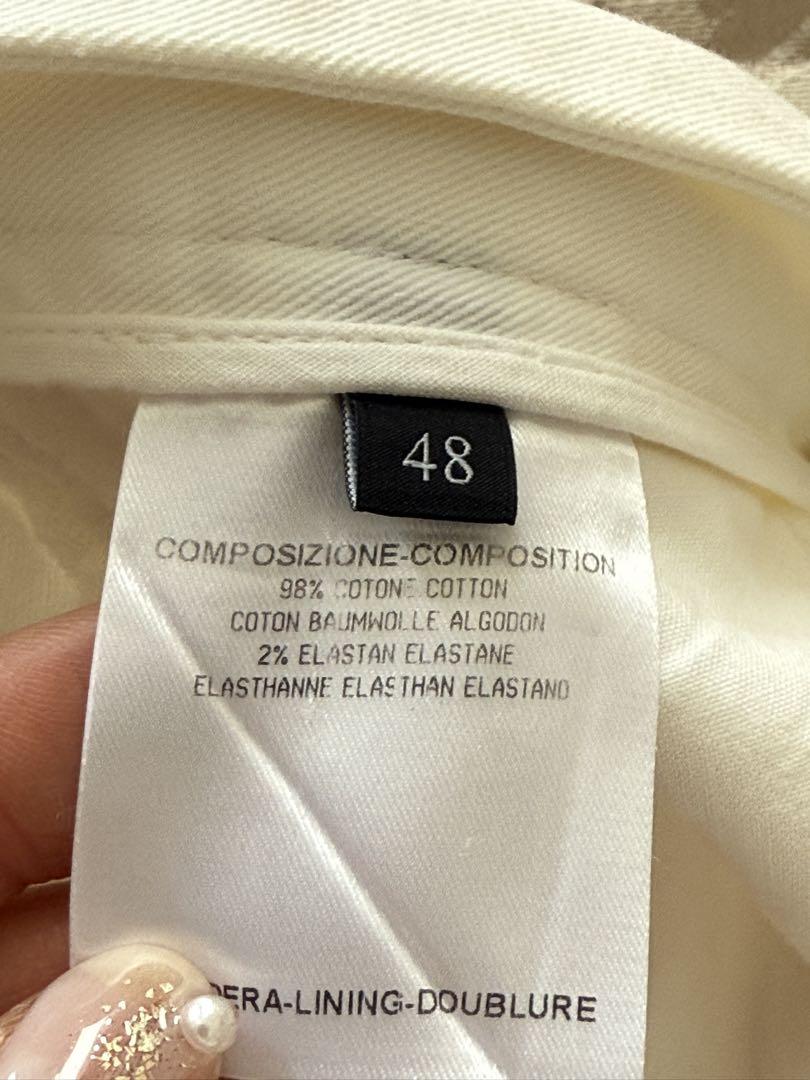 48
COMPOSIZIONE-COMPOSITION
98% COTONE COTTON
COTON BAUMWOLLE ALGODON
2% ELASTAN ELASTANE
ELASTHANNE ELASTHAN ELASTANO
-LINING-DOUBLURE